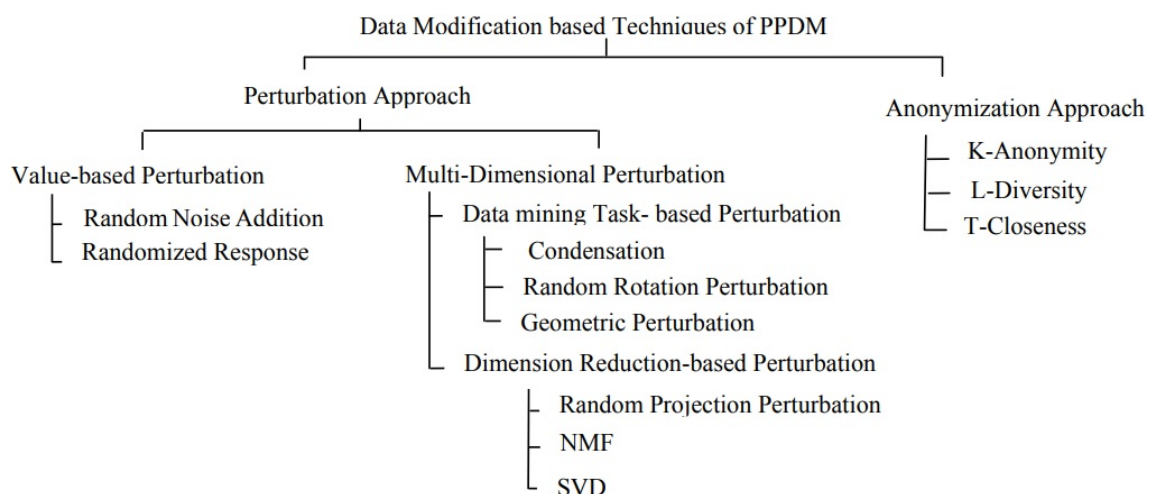 Data Modification based Techniques of PPDM
Perturbation Approach
Anonymization Approach
K-Anonymity
L-Diversity
T-Closeness
Value-based Perturbation
Random Noise Addition
Randomized Response
Multi-Dimensional Perturbation
Data mining Task- based Perturbation
Condensation
Random Rotation Perturbation
Geometric Perturbation
Dimension Reduction-based Perturbation
Random Projection Perturbation
NMF
SVD